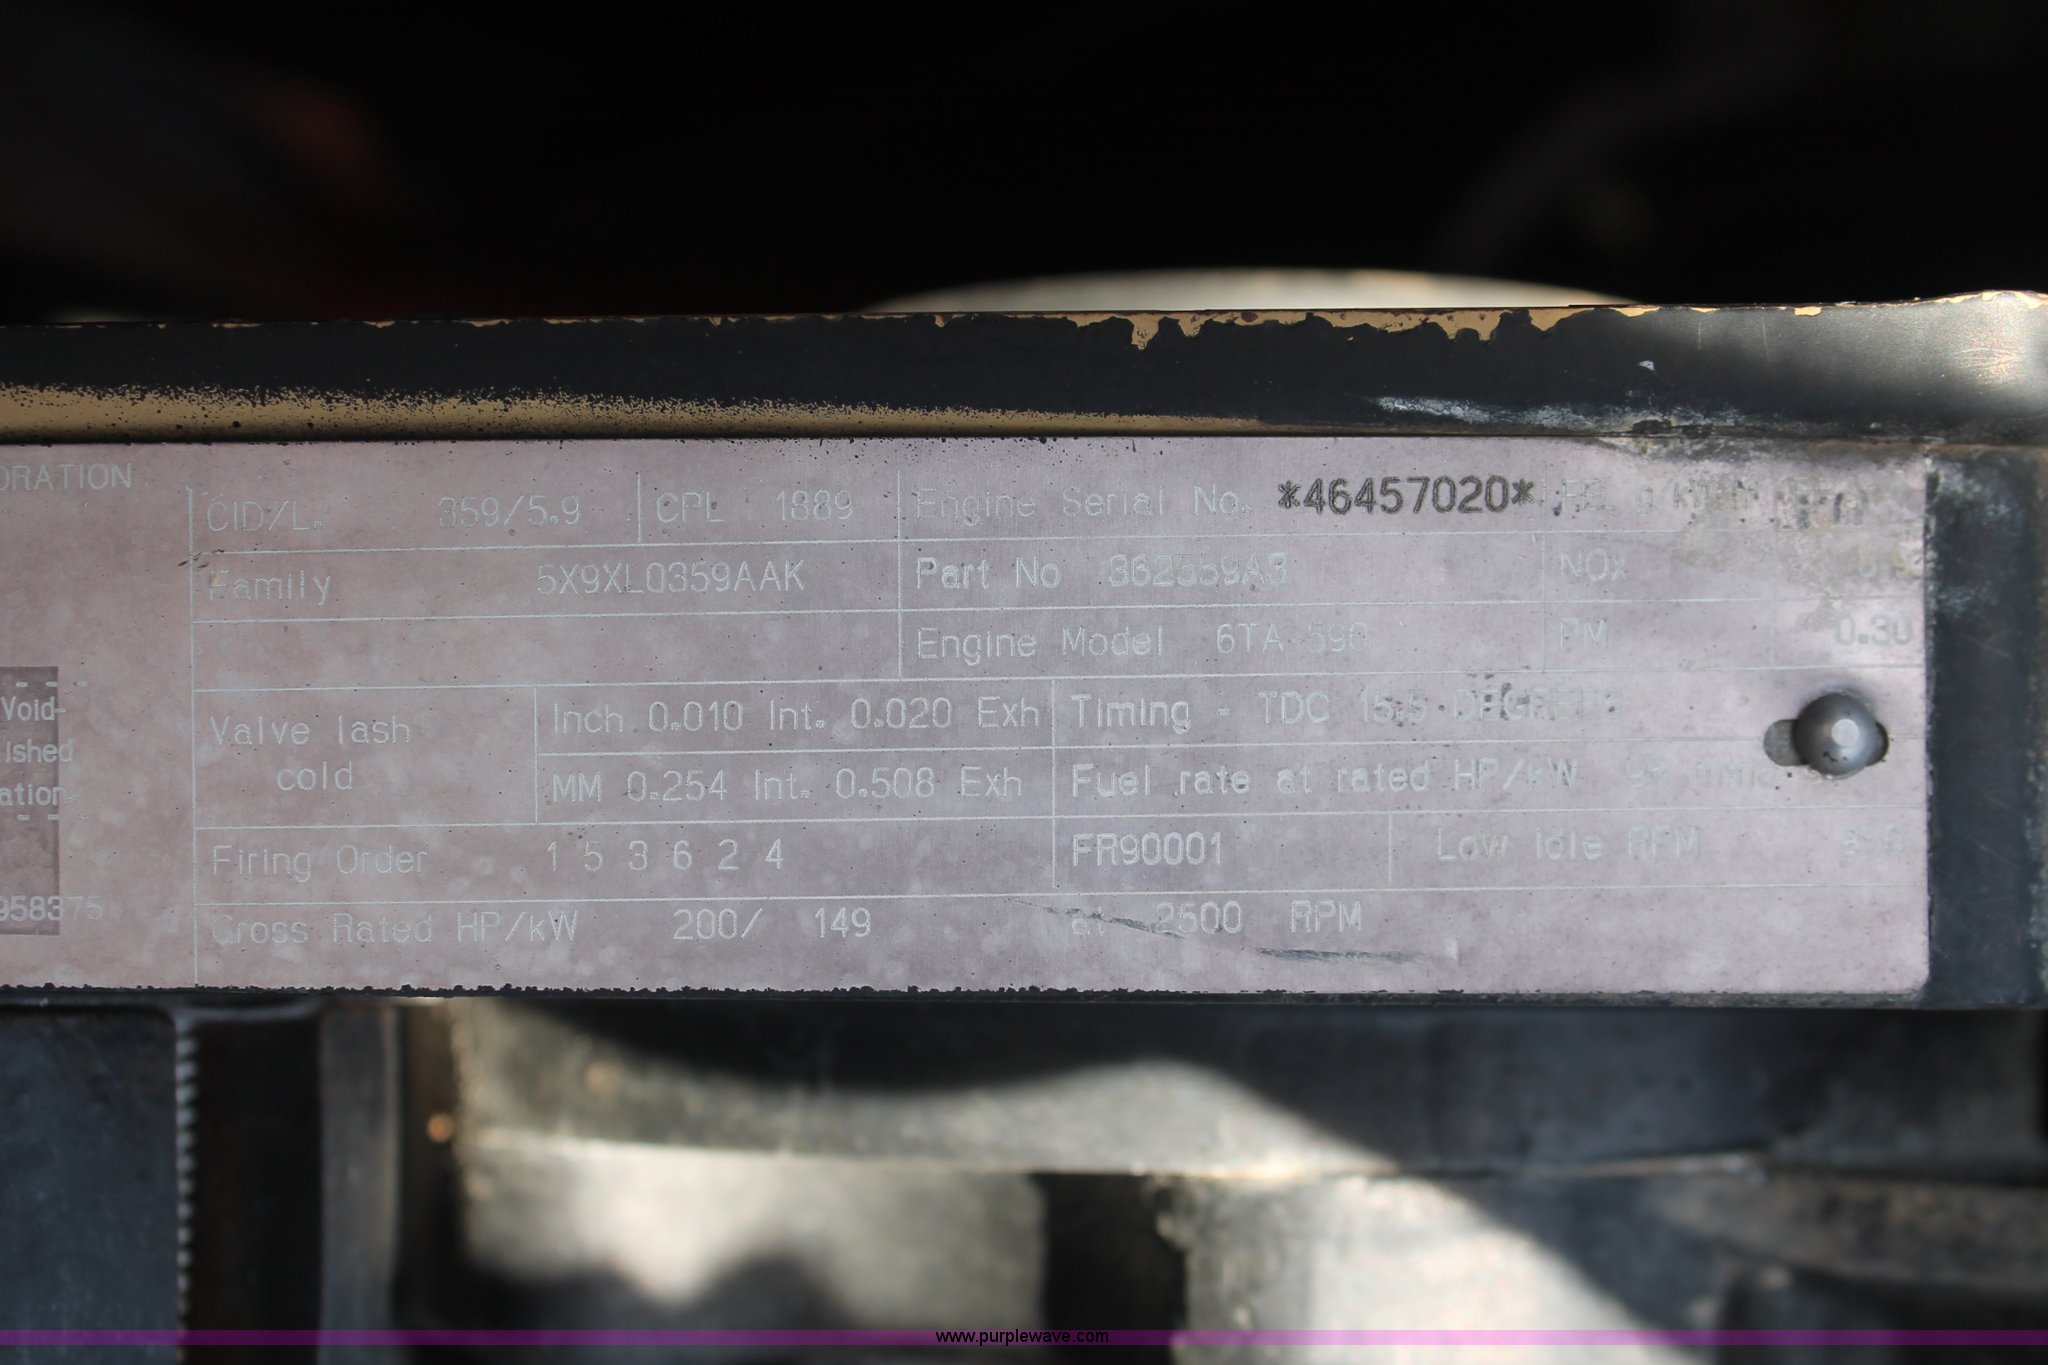 ORATION
CID/L. 359/5.9 CPL 1889 Engine Serial No. *46457020*
Family 5X9XL0359AAK Part No 362559A3 NOx
Engine Model 6TA-590 PM 0.30
Void-
ished
ation.
Valve lash cold
Inch 0.010 Int. 0.020 Exh Timing - TDC 15.5 DEGREES
MM 0.254 Int. 0.508 Exh Fuel rate at rated HP/kW
Firing Order 1 5 3 6 2 4 FR90001 Low Idle RPM
958375
Gross Rated HP/kW 200/ 149 at 2500 RPM
www.purplewave.com